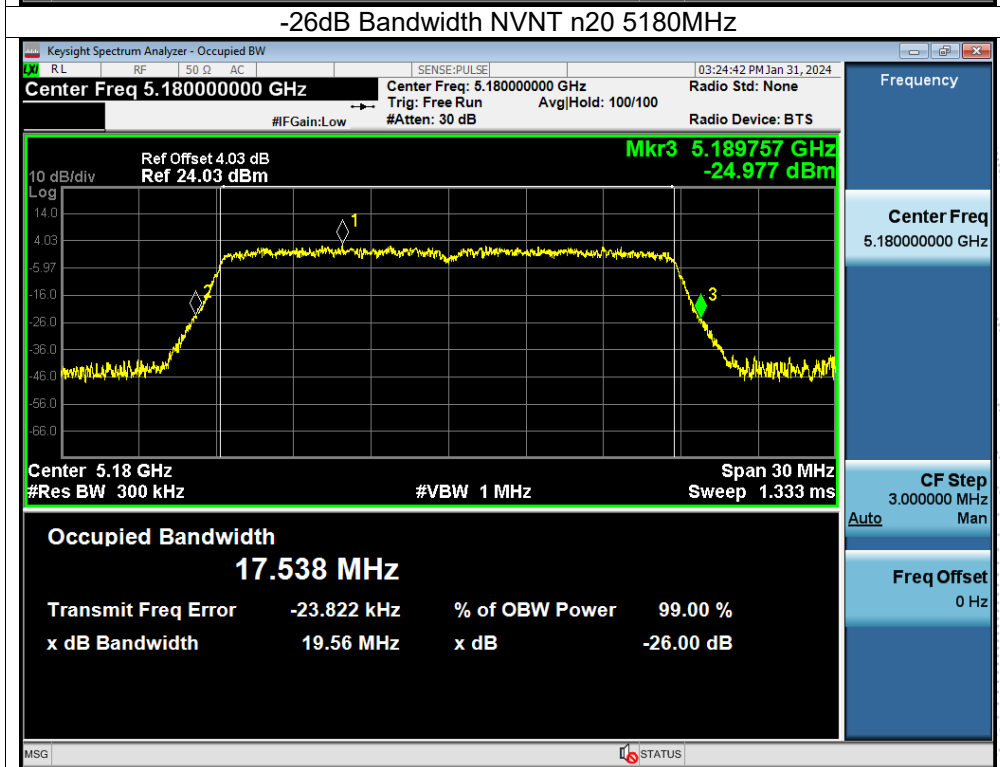 -26dB Bandwidth NVNT n20 5180MHz
Keysight Spectrum Analyzer - Occupied BW
LXI RL RF 50 Ω AC SENSE:PULSE 03:24:42 PM Jan 31, 2024
Center Freq 5.180000000 GHz
Center Freq: 5.180000000 GHz Radio Std: None
Trig: Free Run Avg|Hold: 100/100
#IFGain:Low #Atten: 30 dB Radio Device: BTS
Mkr3 5.189757 GHz
-24.977 dBm
Ref Offset 4.03 dB
10 dB/div Ref 24.03 dBm
Log
14.0
4.03
-5.97
-16.0
-26.0
-36.0
-46.0
-56.0
-66.0
1
2
3
Center 5.18 GHz Span 30 MHz
#Res BW 300 kHz #VBW 1 MHz Sweep 1.333 ms
Occupied Bandwidth
17.538 MHz
Transmit Freq Error -23.822 kHz % of OBW Power 99.00 %
x dB Bandwidth 19.56 MHz x dB -26.00 dB
Frequency
Center Freq
5.180000000 GHz
CF Step
3.000000 MHz
Auto Man
Freq Offset
0 Hz
MSG STATUS